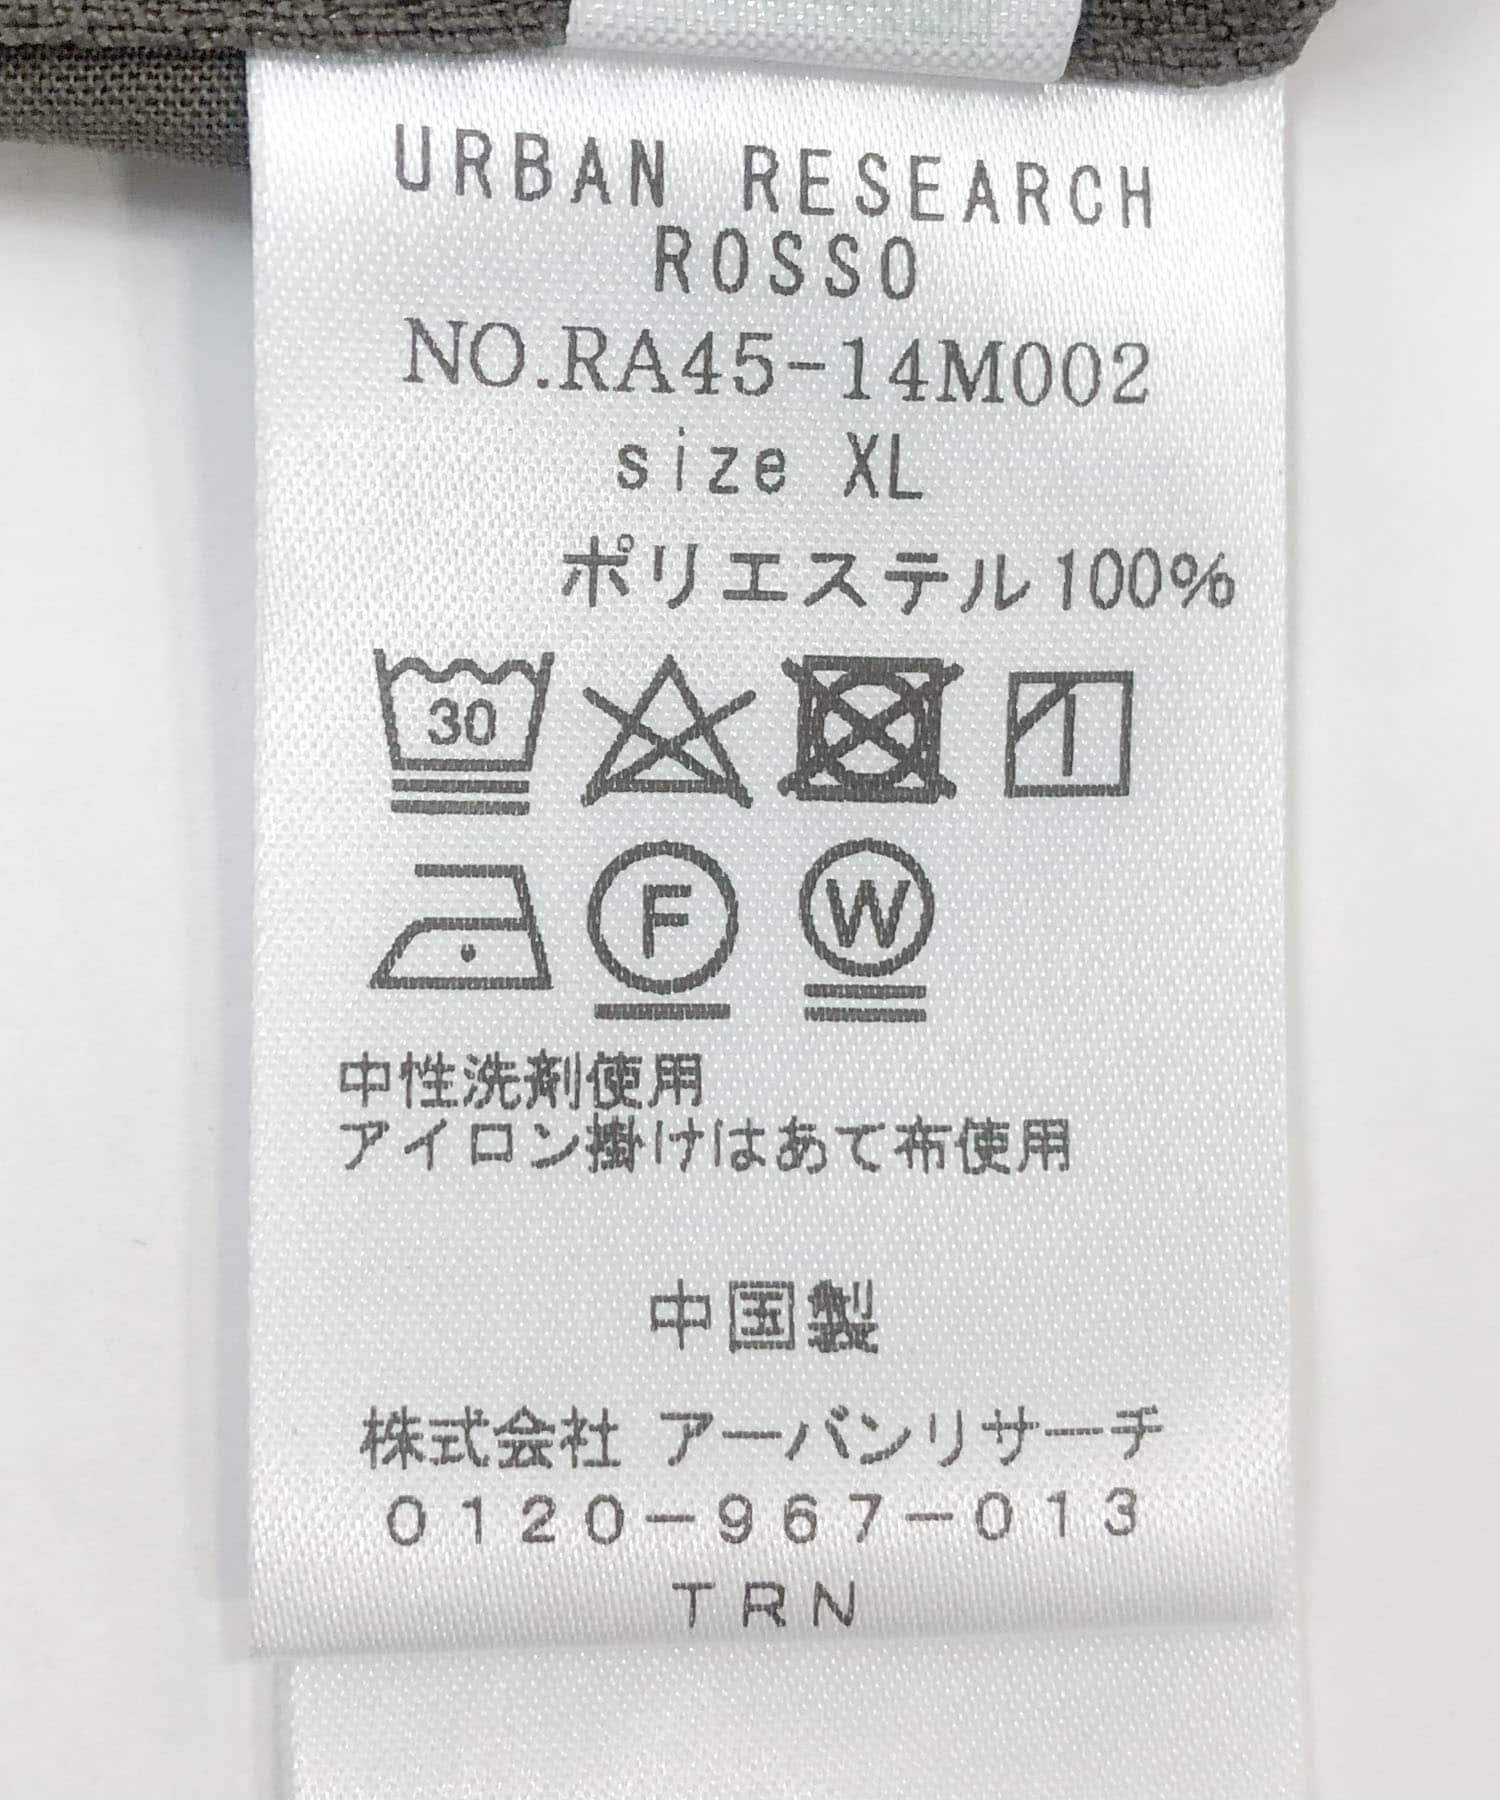 URBAN RESEARCH
ROSSO
NO.RA45-14M002
size XL
ポリエステル100%
30
F
W
中性洗剤使用
アイロン掛けはあて布使用
中国製
株式会社 アーバンリサーチ
0120-967-013
TRN